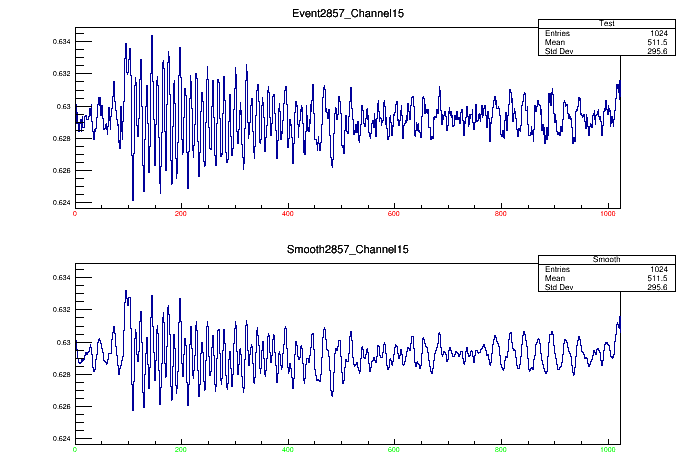 Event2857_Channel15
Test
Entries 1024
Mean 511.5
Std Dev 295.6
0.634
0.632
0.63
0.628
0.626
0.624
0 200 400 600 800 1000
Smooth2857_Channel15
Smooth
Entries 1024
Mean 511.5
Std Dev 295.6
0.634
0.632
0.63
0.628
0.626
0.624
0 200 400 600 800 1000